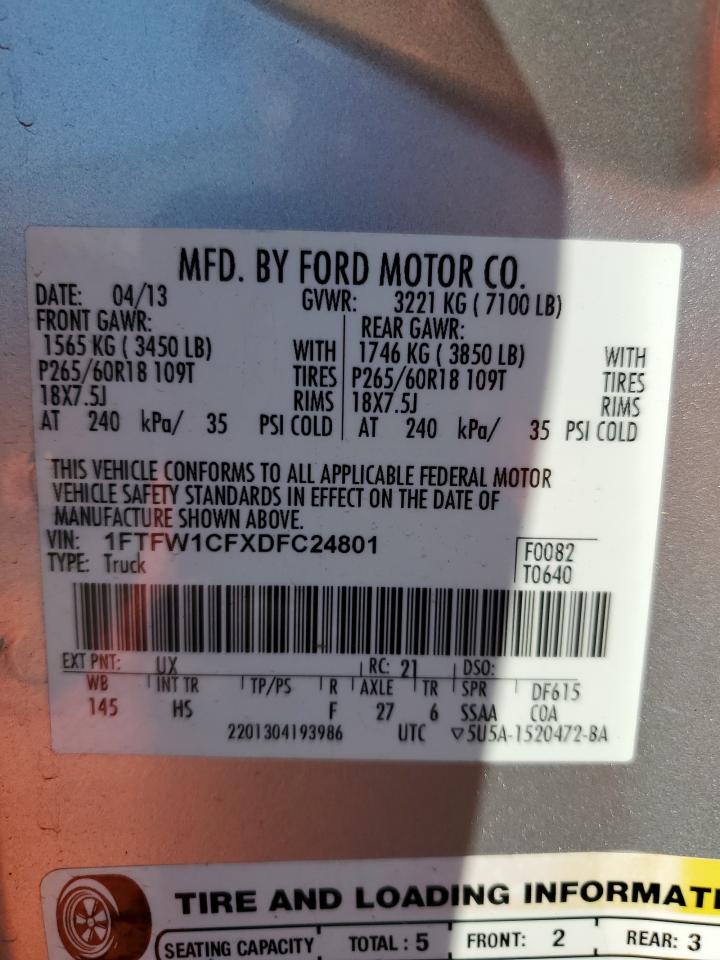 MFD. BY FORD MOTOR CO.
DATE: 04/13 GVWR: 3221 KG ( 7100 LB)
FRONT GAWR: REAR GAWR:
1565 KG ( 3450 LB) WITH 1746 KG ( 3850 LB) WITH
P265/60R18 109T TIRES P265/60R18 109T TIRES
18X7.5J RIMS 18X7.5J RIMS
AT 240 kPa/ 35 PSI COLD AT 240 kPa/ 35 PSI COLD
THIS VEHICLE CONFORMS TO ALL APPLICABLE FEDERAL MOTOR
VEHICLE SAFETY STANDARDS IN EFFECT ON THE DATE OF
MANUFACTURE SHOWN ABOVE.
VIN: 1FTFW1CFXDFC24801 F0082
TYPE: Truck T0640
EXT PNT: UX RC: 21 DSO:
WB INT TR TP/PS R AXLE TR SPR DF615
145 HS F 27 6 SSAA COA
2201304193986 UTC ▽5U5A-1520472-BA
TIRE AND LOADING INFORMATI
SEATING CAPACITY TOTAL : 5 FRONT: 2 REAR: 3